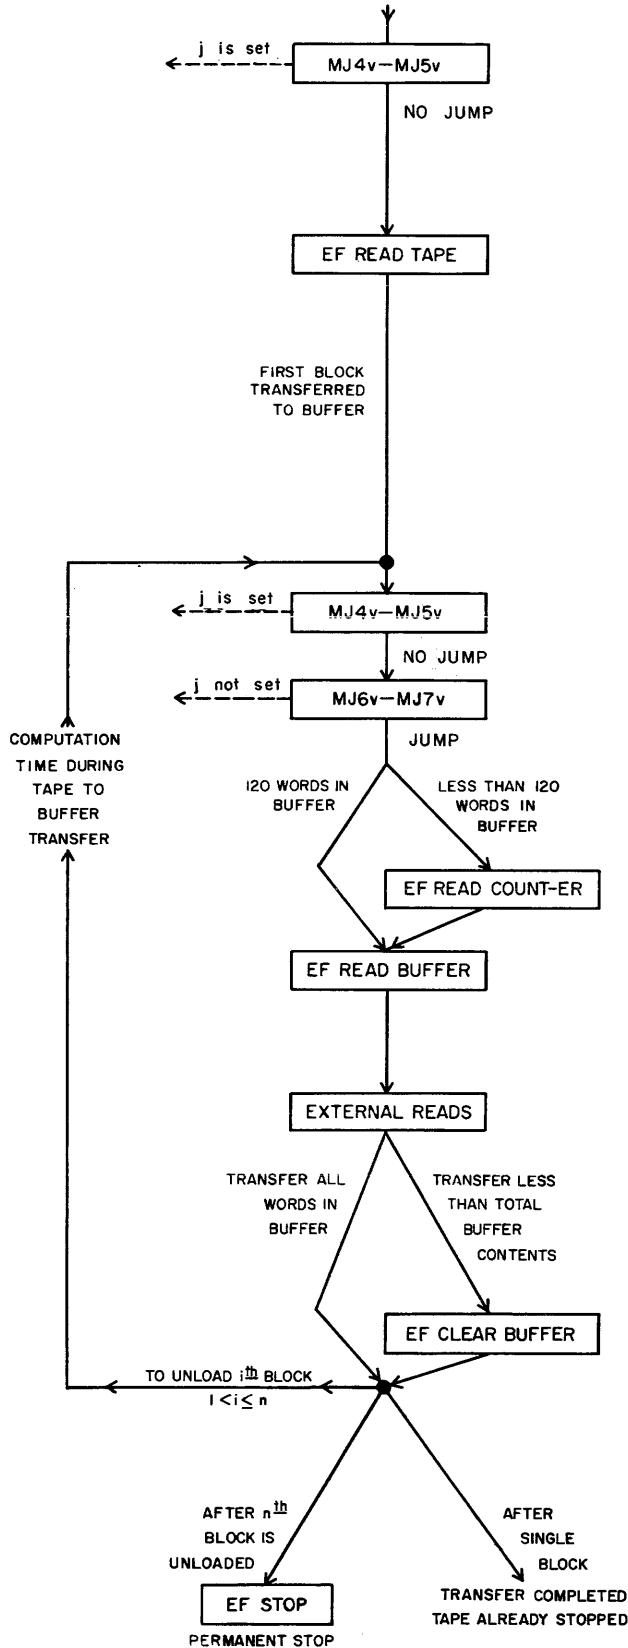 j is set
MJ4v—MJ5v
NO JUMP
EF READ TAPE
FIRST BLOCK
TRANSFERRED
TO BUFFER
j is set
MJ4v—MJ5v
NO JUMP
j not set
MJ6v—MJ7v
JUMP
COMPUTATION
TIME DURING
TAPE TO
BUFFER
TRANSFER
120 WORDS IN
BUFFER
LESS THAN 120
WORDS IN
BUFFER
EF READ COUNT-ER
EF READ BUFFER
EXTERNAL READS
TRANSFER ALL
WORDS IN
BUFFER
TRANSFER LESS
THAN TOTAL
BUFFER
CONTENTS
EF CLEAR BUFFER
TO UNLOAD ith BLOCK
1 < i ≤ n
AFTER nth
BLOCK IS
UNLOADED
AFTER
SINGLE
BLOCK
EF STOP
PERMANENT STOP
TRANSFER COMPLETED
TAPE ALREADY STOPPED